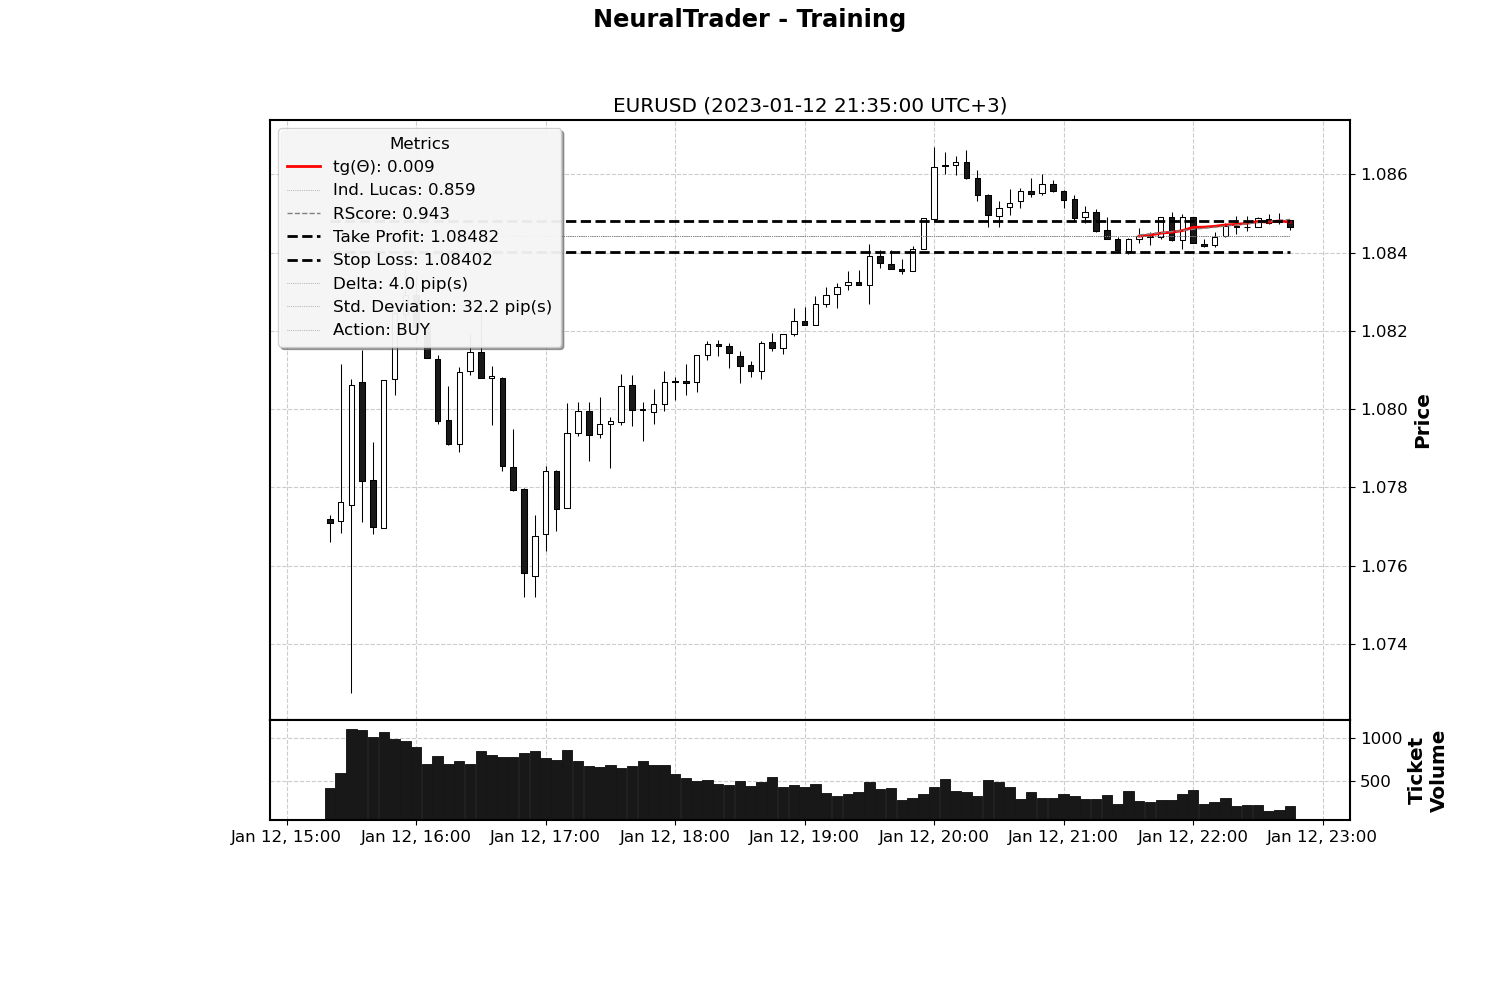 NeuralTrader - Training
EURUSD (2023-01-12 21:35:00 UTC+3)
Metrics
tg(Θ): 0.009
Ind. Lucas: 0.859
RScore: 0.943
Take Profit: 1.08482
Stop Loss: 1.08402
Delta: 4.0 pip(s)
Std. Deviation: 32.2 pip(s)
Action: BUY
1.086
1.084
1.082
1.080
1.078
1.076
1.074
Price
1000
500
Ticket
Volume
Jan 12, 15:00 Jan 12, 16:00 Jan 12, 17:00 Jan 12, 18:00 Jan 12, 19:00 Jan 12, 20:00 Jan 12, 21:00 Jan 12, 22:00 Jan 12, 23:00